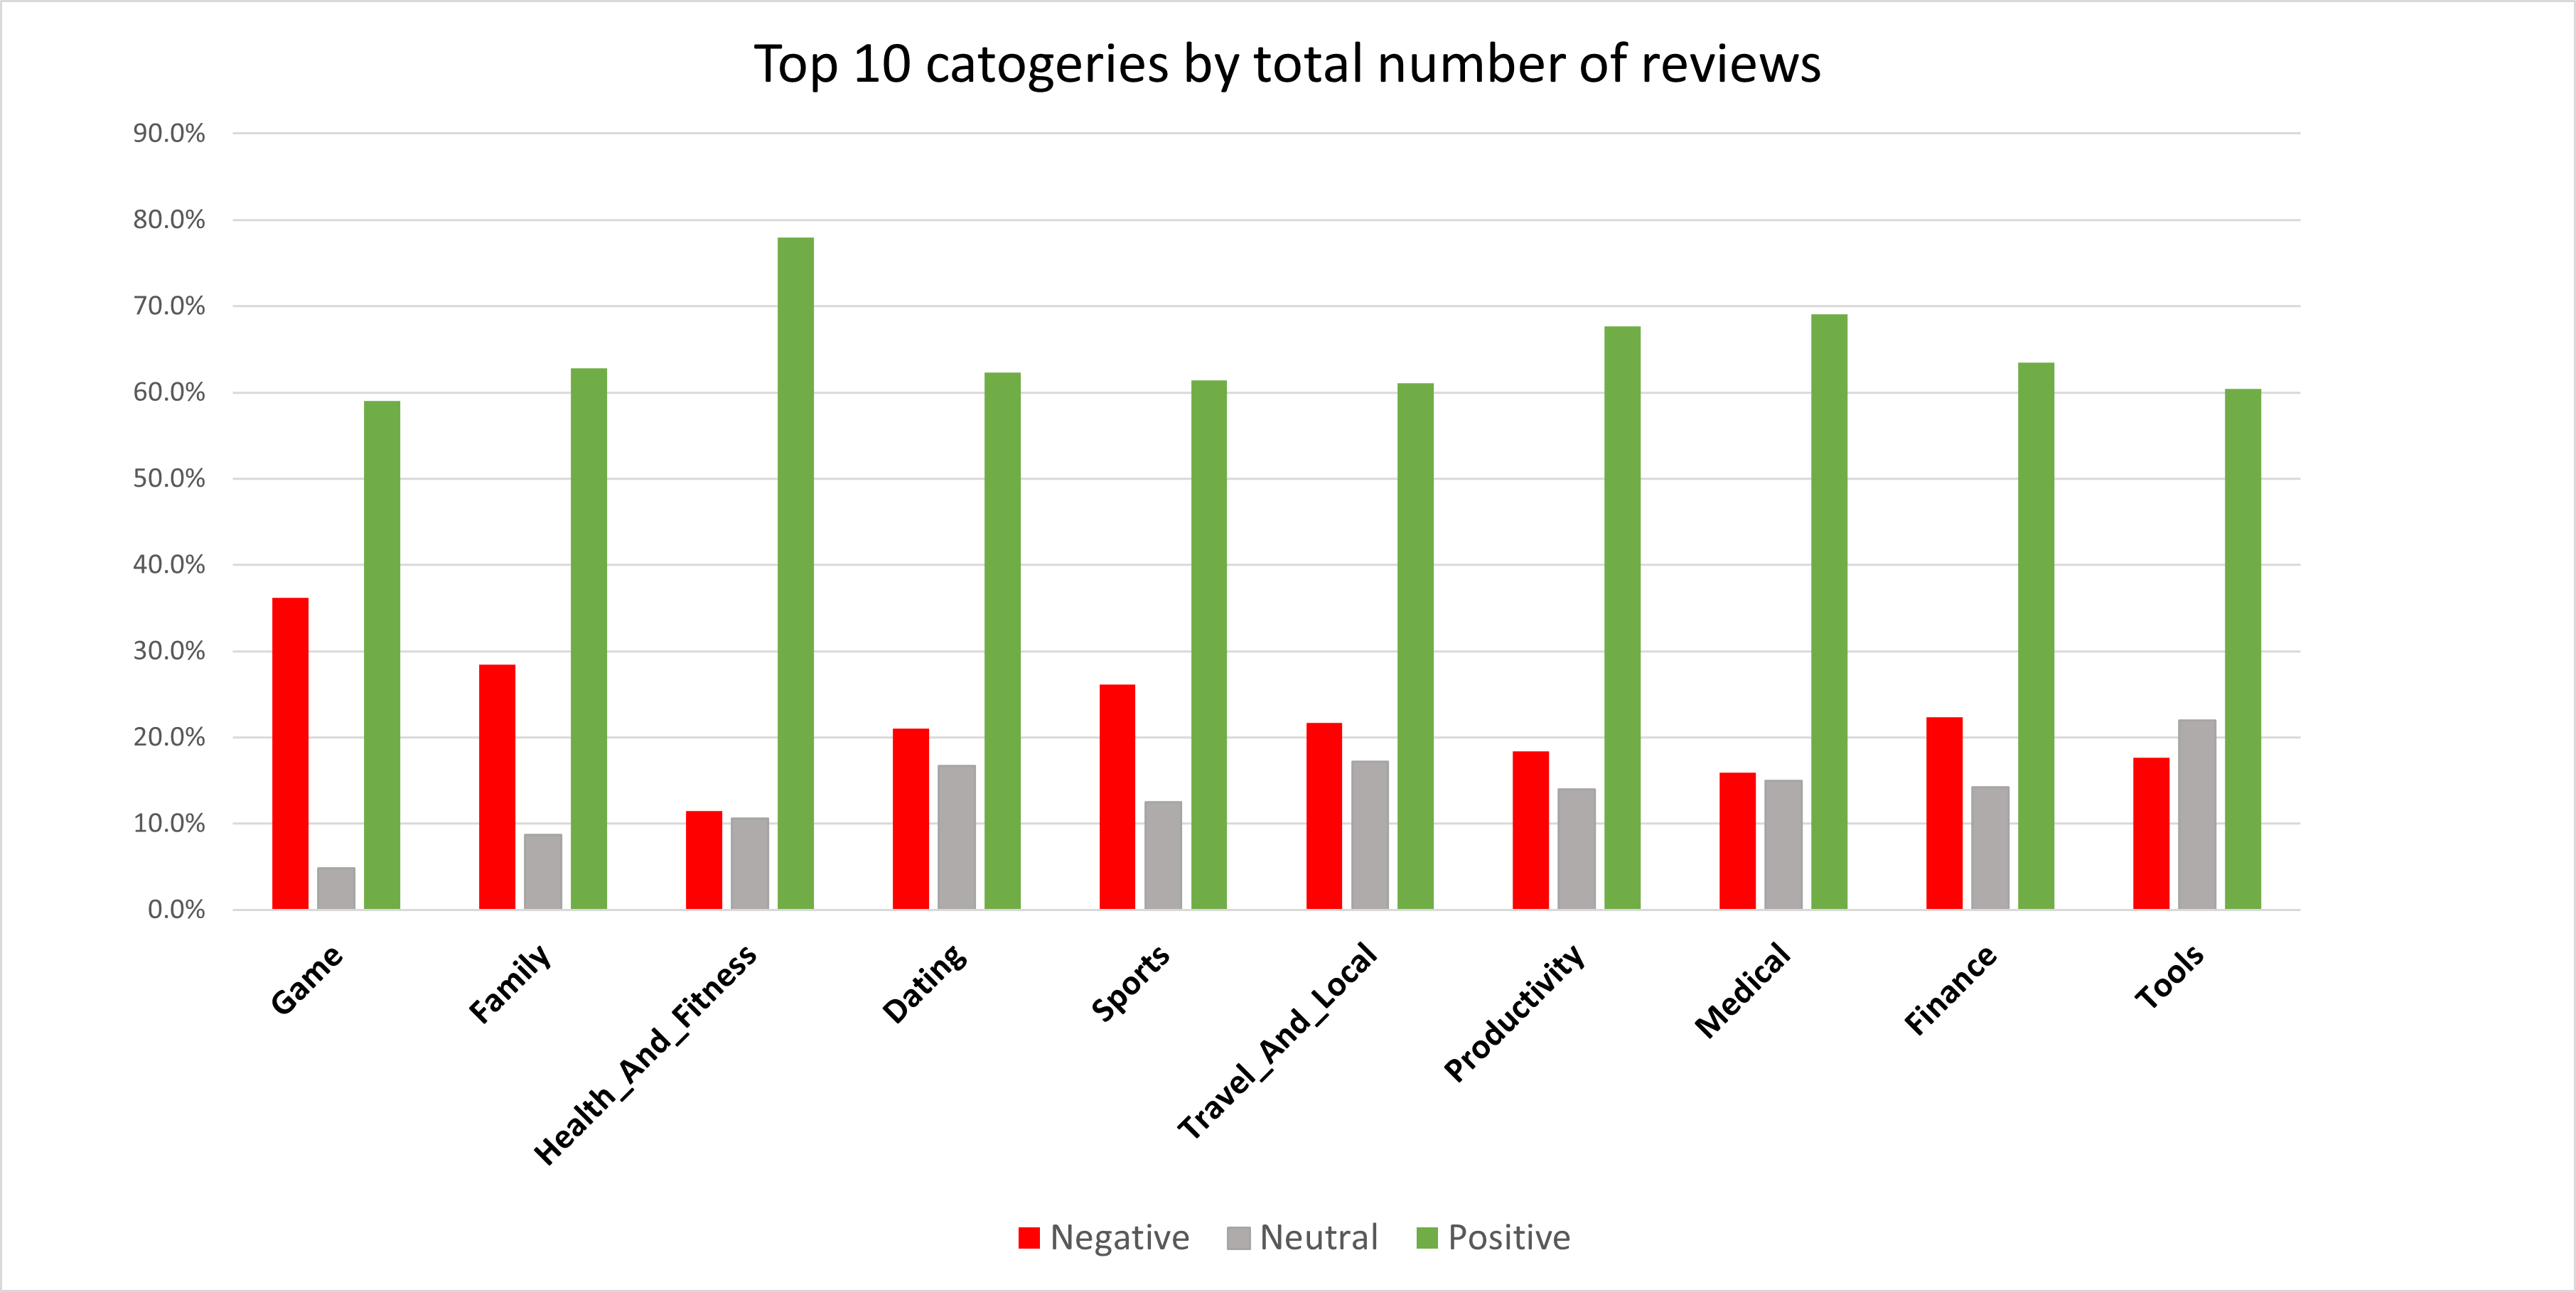 Top 10 catogeries by total number of reviews
90.0%
80.0%
70.0%
60.0%
50.0%
40.0%
30.0%
20.0%
10.0%
0.0%
Game
Family
Health_And_Fitness
Dating
Sports
Travel_And_Local
Productivity
Medical
Finance
Tools
Negative Neutral Positive